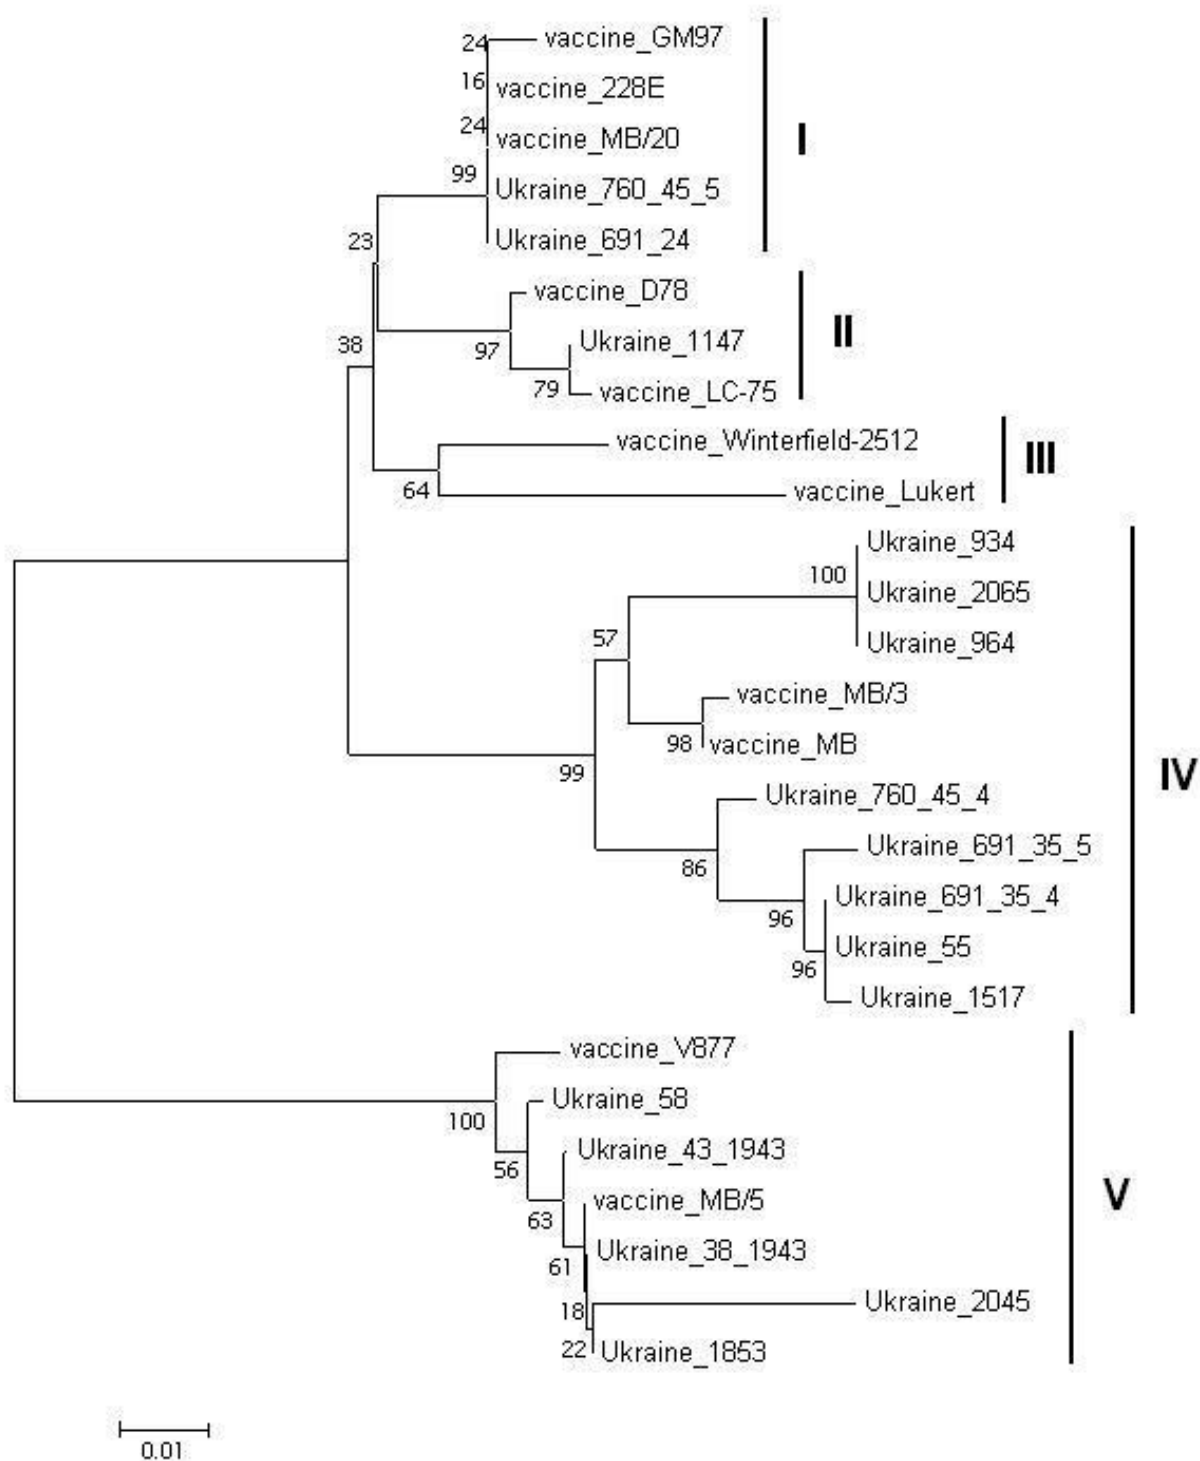 24
vaccine_GM97
16
vaccine_228E
24
vaccine_MB/20
I
99
Ukraine_760_45_5
23
Ukraine_691_24
vaccine_D78
38
97
Ukraine_1147
II
79
vaccine_LC-75
vaccine_Winterfield-2512
III
64
vaccine_Lukert
Ukraine_934
100
Ukraine_2065
57
Ukraine_964
vaccine_MB/3
98
vaccine_MB
99
IV
Ukraine_760_45_4
86
Ukraine_691_35_5
96
Ukraine_691_35_4
96
Ukraine_55
Ukraine_1517
vaccine_V877
100
Ukraine_58
56
Ukraine_43_1943
63
vaccine_MB/5
V
61
Ukraine_38_1943
18
Ukraine_2045
22
Ukraine_1853
0.01